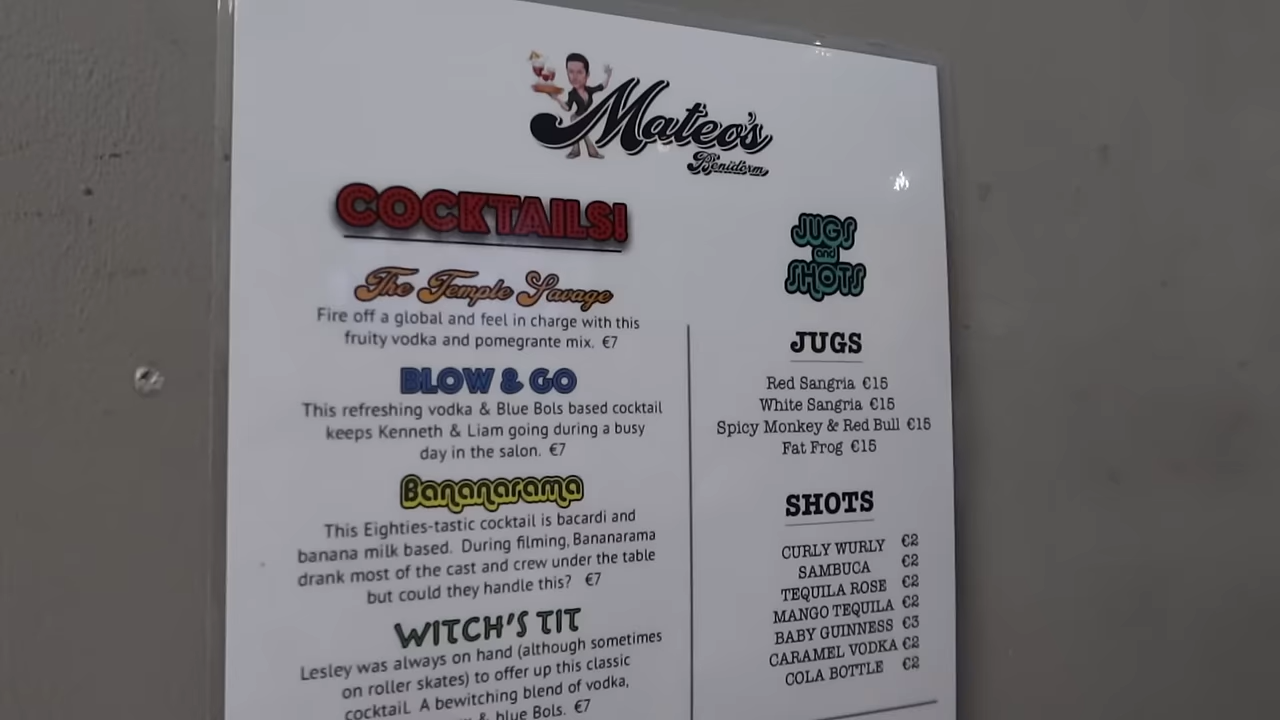 Mateo's
Benidorm
COCKTAILS!
The Temple Savage
Fire off a global and feel in charge with this
fruity vodka and pomegrante mix. €7
BLOW & GO
This refreshing vodka & Blue Bols based cocktail
keeps Kenneth & Liam going during a busy
day in the salon. €7
Bananarama
This Eighties-tastic cocktail is bacardi and
banana milk based. During filming, Bananarama
drank most of the cast and crew under the table
but could they handle this? €7
WITCH'S TIT
Lesley was always on hand (although sometimes
on roller skates) to offer up this classic
cocktail. A bewitching blend of vodka,
& blue Bols. €7
JUGS
and
SHOTS
JUGS
Red Sangria €15
White Sangria €15
Spicy Monkey & Red Bull €15
Fat Frog €15
SHOTS
CURLY WURLY €2
SAMBUCA €2
TEQUILA ROSE €2
MANGO TEQUILA €2
BABY GUINNESS €3
CARAMEL VODKA €2
COLA BOTTLE €2